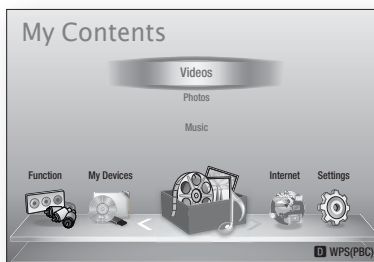 My Contents
Videos
Photos
Music
Function My Devices Internet Settings
D WPS(PBC)